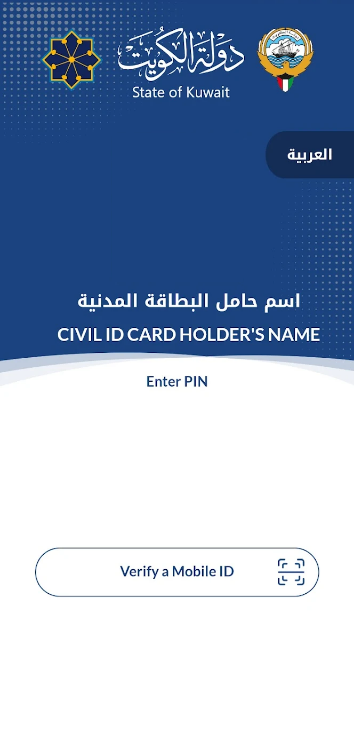 دولة الكويت
State of Kuwait
العربية
اسم حامل البطاقة المدنية
CIVIL ID CARD HOLDER'S NAME
Enter PIN
Verify a Mobile ID